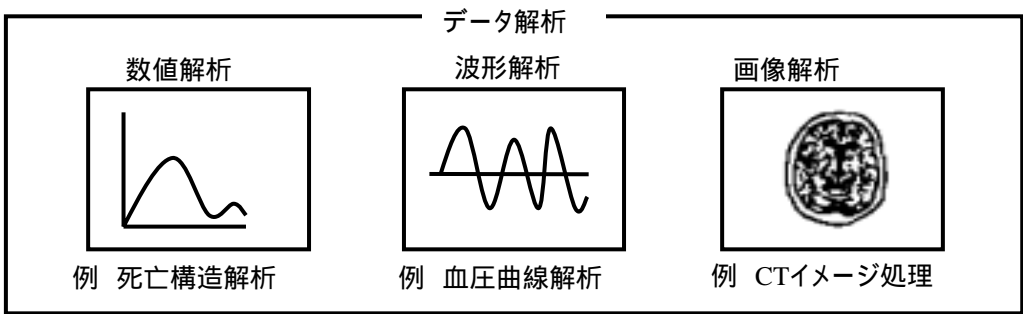 データ解析
数値解析
波形解析
画像解析
例 死亡構造解析
例 血圧曲線解析
例 CTイメージ処理